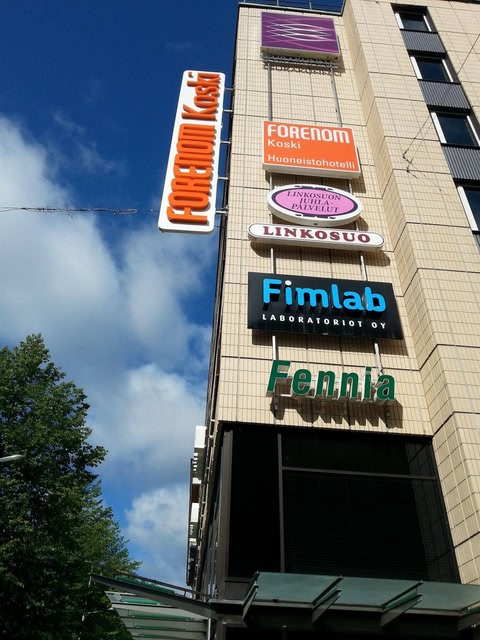 FORENOM Koski
FORENOM
Koski
Huoneistohotelli
LINKOSUON
JUHLA-
PALVELUT
LINKOSUO
Fimlab
LABORATORIOT OY
Fennia